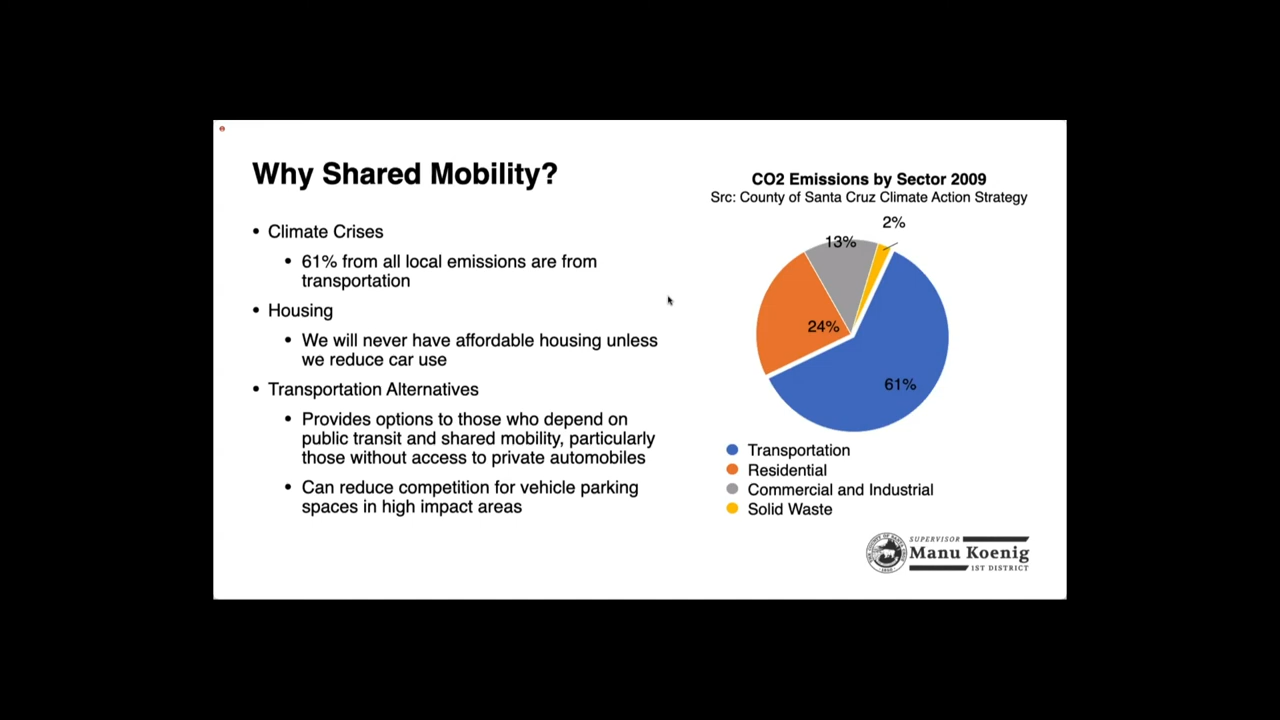 Why Shared Mobility?
• Climate Crises
• 61% from all local emissions are from
transportation
• Housing
• We will never have affordable housing unless
we reduce car use
• Transportation Alternatives
• Provides options to those who depend on
public transit and shared mobility, particularly
those without access to private automobiles
• Can reduce competition for vehicle parking
spaces in high impact areas
CO2 Emissions by Sector 2009
Src: County of Santa Cruz Climate Action Strategy
2%
13%
24%
61%
Transportation
Residential
Commercial and Industrial
Solid Waste
SUPERVISOR
Manu Koenig
1ST DISTRICT